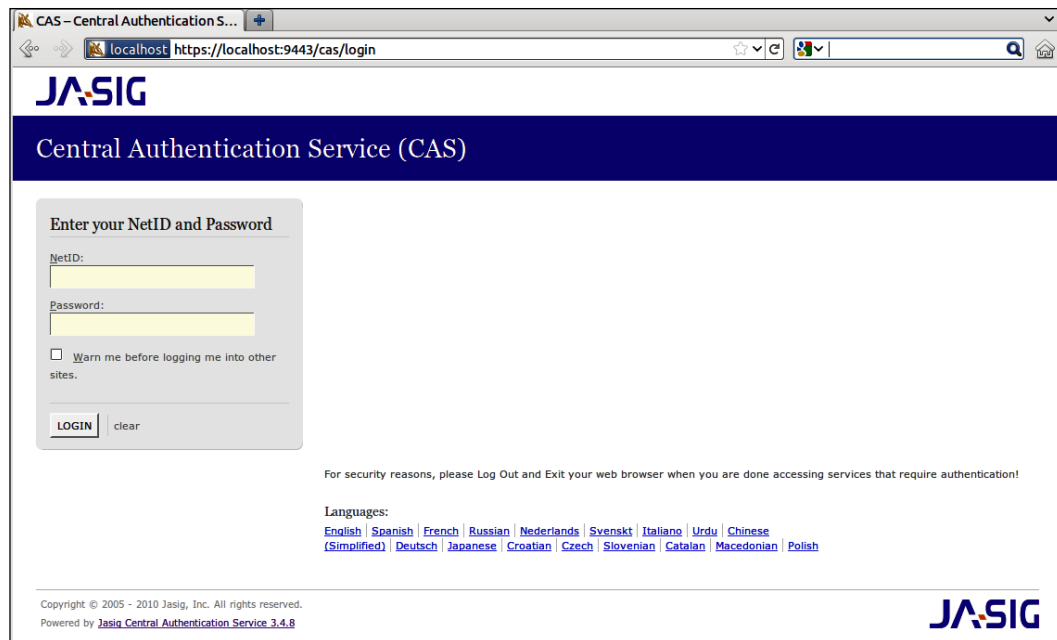 CAS – Central Authentication S...
localhost https://localhost:9443/cas/login
JA-SIG
Central Authentication Service (CAS)
Enter your NetID and Password
NetID:
Password:
Warn me before logging me into other
sites.
LOGIN clear
For security reasons, please Log Out and Exit your web browser when you are done accessing services that require authentication!
Languages:
English Spanish French Russian Nederlands Svenskt Italiano Urdu Chinese
(Simplified) Deutsch Japanese Croatian Czech Slovenian Catalan Macedonian Polish
Copyright © 2005 - 2010 Jasig, Inc. All rights reserved.
Powered by Jasig Central Authentication Service 3.4.8
JA-SIG